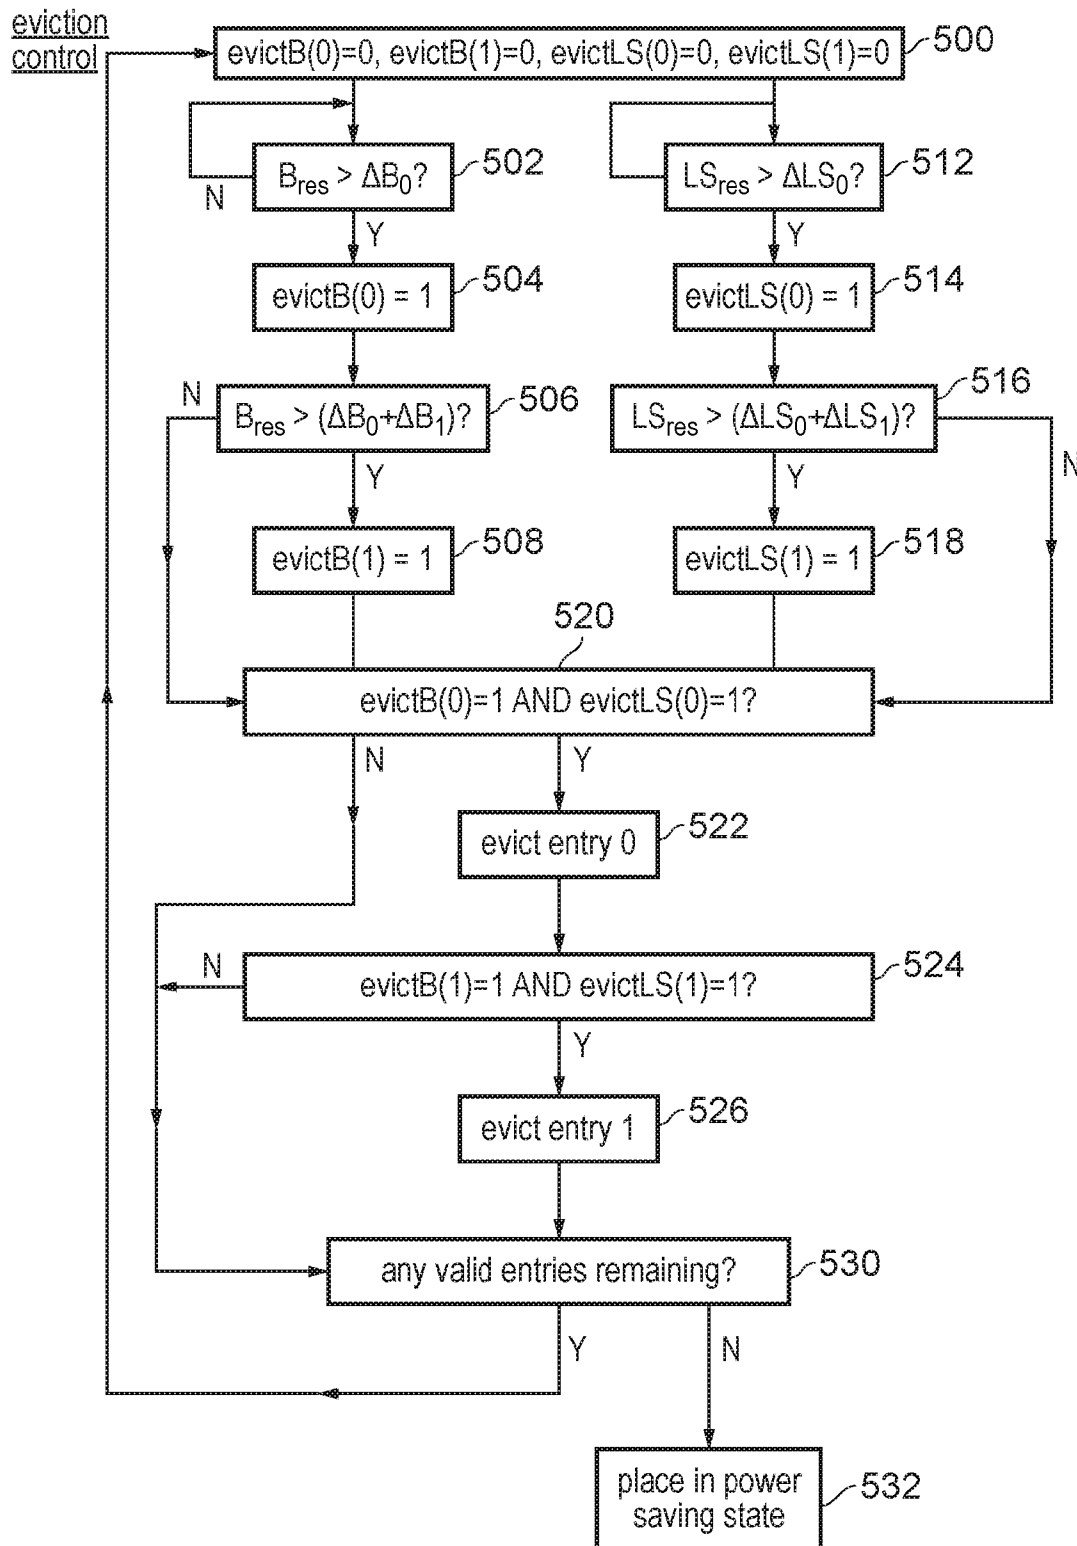 eviction
control
evictB(0)=0, evictB(1)=0, evictLS(0)=0, evictLS(1)=0
500
Bres > ΔB0?
502
N
Y
LSres > ΔLS0?
512
Y
evictB(0) = 1
504
evictLS(0) = 1
514
N
Bres > (ΔB0+ΔB1)?
506
Y
LSres > (ΔLS0+ΔLS1)?
516
N
Y
evictB(1) = 1
508
evictLS(1) = 1
518
520
evictB(0)=1 AND evictLS(0)=1?
N
Y
evict entry 0
522
N
evictB(1)=1 AND evictLS(1)=1?
524
Y
evict entry 1
526
any valid entries remaining?
530
Y
N
place in power
saving state
532